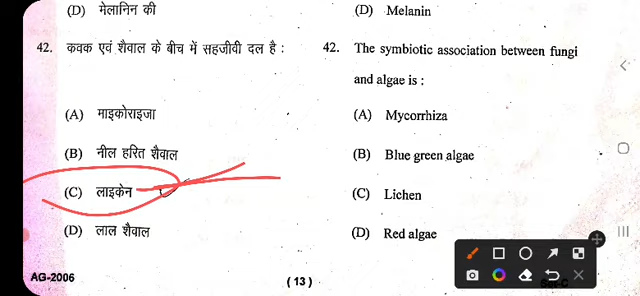 (D) मेलानिन की
(D) Melanin
42. कवक एवं शैवाल के बीच में सहजीवी दल है :
42. The symbiotic association between fungi
and algae is :
(A) माइकोराइजा
(A) Mycorrhiza
(B) नील हरित शैवाल
(B) Blue green algae
(C) लाइकेन
(C) Lichen
(D) लाल शैवाल
(D) Red algae
AG-2006
(13)